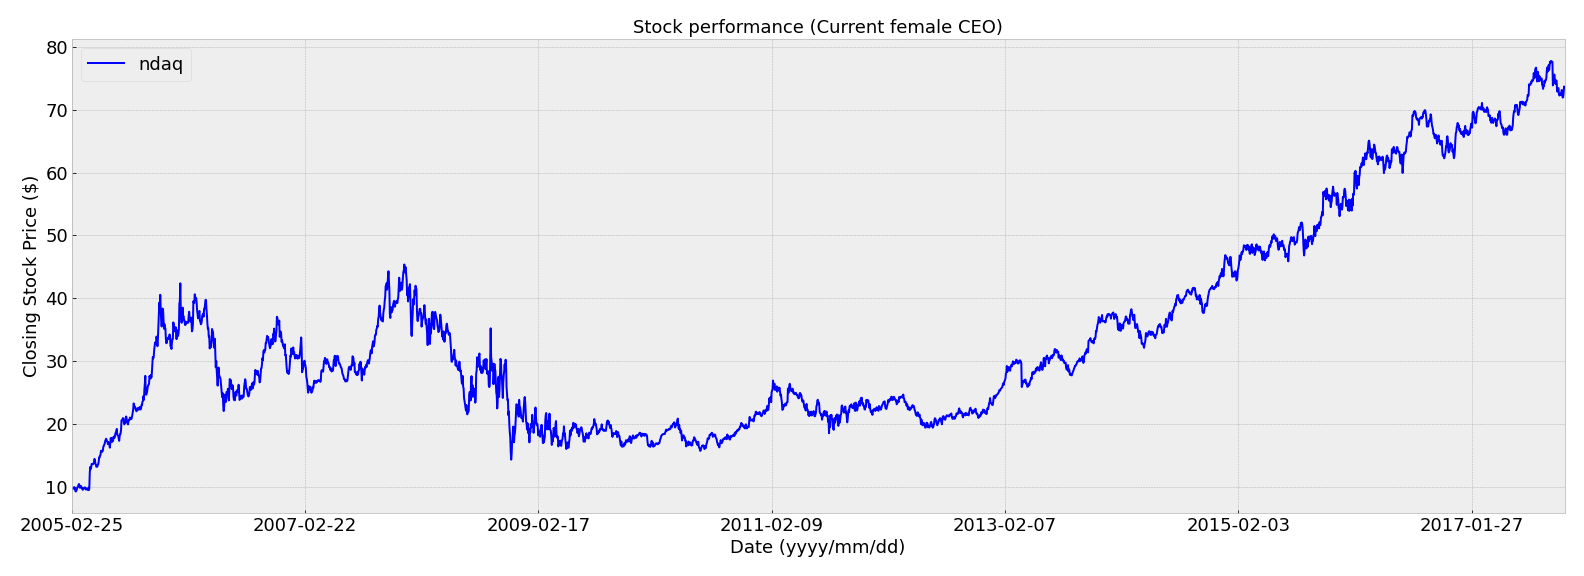 Stock performance (Current female CEO)
ndaq
Closing Stock Price ($)
80
70
60
50
40
30
20
10
2005-02-25 2007-02-22 2009-02-17 2011-02-09 2013-02-07 2015-02-03 2017-01-27
Date (yyyy/mm/dd)